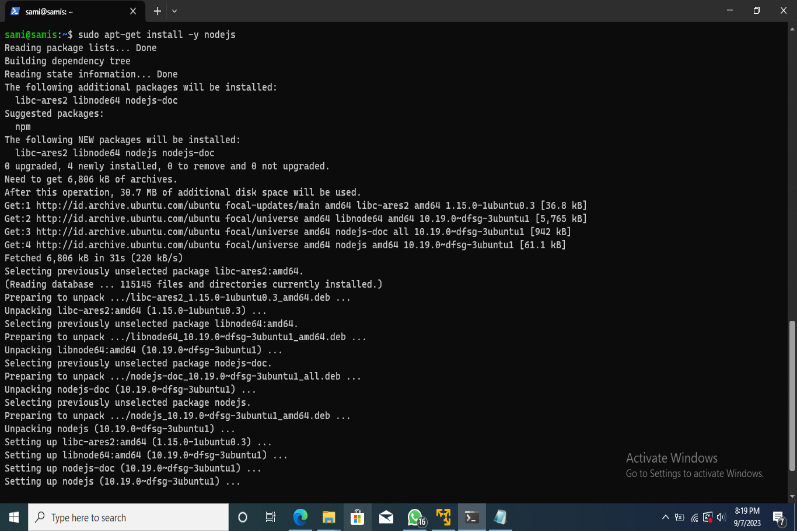 sami@samis: ~
sami@samis:~$ sudo apt-get install -y nodejs
Reading package lists... Done
Building dependency tree
Reading state information... Done
The following additional packages will be installed:
  libc-ares2 libnode64 nodejs-doc
Suggested packages:
  npm
The following NEW packages will be installed:
  libc-ares2 libnode64 nodejs nodejs-doc
0 upgraded, 4 newly installed, 0 to remove and 0 not upgraded.
Need to get 6,806 kB of archives.
After this operation, 30.7 MB of additional disk space will be used.
Get:1 http://id.archive.ubuntu.com/ubuntu focal-updates/main amd64 libc-ares2 amd64 1.15.0-1ubuntu0.3 [36.8 kB]
Get:2 http://id.archive.ubuntu.com/ubuntu focal/universe amd64 libnode64 amd64 10.19.0~dfsg-3ubuntu1 [5,765 kB]
Get:3 http://id.archive.ubuntu.com/ubuntu focal/universe amd64 nodejs-doc all 10.19.0~dfsg-3ubuntu1 [942 kB]
Get:4 http://id.archive.ubuntu.com/ubuntu focal/universe amd64 nodejs amd64 10.19.0~dfsg-3ubuntu1 [61.1 kB]
Fetched 6,806 kB in 31s (220 kB/s)
Selecting previously unselected package libc-ares2:amd64.
(Reading database ... 115145 files and directories currently installed.)
Preparing to unpack .../libc-ares2_1.15.0-1ubuntu0.3_amd64.deb ...
Unpacking libc-ares2:amd64 (1.15.0-1ubuntu0.3) ...
Selecting previously unselected package libnode64:amd64.
Preparing to unpack .../libnode64_10.19.0~dfsg-3ubuntu1_amd64.deb ...
Unpacking libnode64:amd64 (10.19.0~dfsg-3ubuntu1) ...
Selecting previously unselected package nodejs-doc.
Preparing to unpack .../nodejs-doc_10.19.0~dfsg-3ubuntu1_all.deb ...
Unpacking nodejs-doc (10.19.0~dfsg-3ubuntu1) ...
Selecting previously unselected package nodejs.
Preparing to unpack .../nodejs_10.19.0~dfsg-3ubuntu1_amd64.deb ...
Unpacking nodejs (10.19.0~dfsg-3ubuntu1) ...
Setting up libc-ares2:amd64 (1.15.0-1ubuntu0.3) ...
Setting up libnode64:amd64 (10.19.0~dfsg-3ubuntu1) ...
Setting up nodejs-doc (10.19.0~dfsg-3ubuntu1) ...
Setting up nodejs (10.19.0~dfsg-3ubuntu1) ...
Activate Windows
Go to Settings to activate Windows.
Type here to search
16
8:19 PM
9/7/2023
7